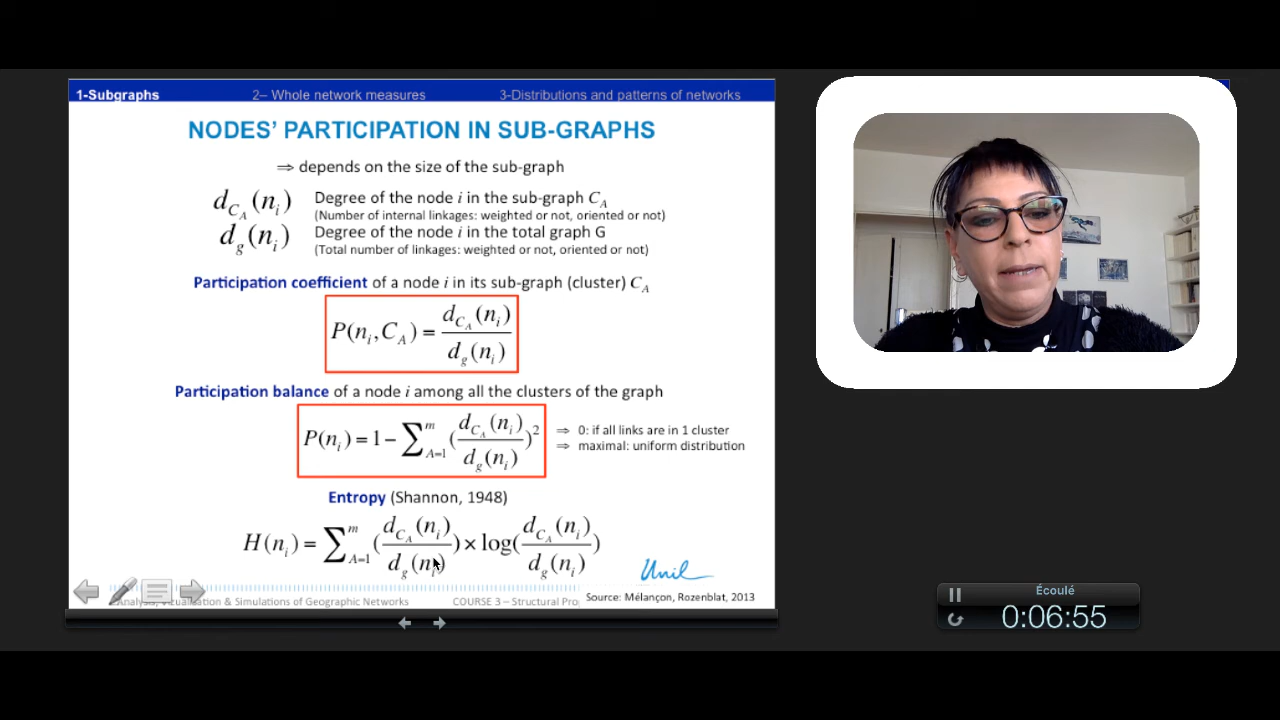 1-Subgraphs 2– Whole network measures 3-Distributions and patterns of networks
NODES' PARTICIPATION IN SUB-GRAPHS
⇒ depends on the size of the sub-graph
d_{C_A}(n_i) Degree of the node i in the sub-graph C_A
(Number of internal linkages: weighted or not, oriented or not)
d_g(n_i) Degree of the node i in the total graph G
(Total number of linkages: weighted or not, oriented or not)
Participation coefficient of a node i in its sub-graph (cluster) C_A
P(n_i, C_A) = d_{C_A}(n_i) / d_g(n_i)
Participation balance of a node i among all the clusters of the graph
P(n_i) = 1 – ∑_{A=1}^{m} (d_{C_A}(n_i) / d_g(n_i))^2
⇒ 0: if all links are in 1 cluster
⇒ maximal: uniform distribution
Entropy (Shannon, 1948)
H(n_i) = ∑_{A=1}^{m} (d_{C_A}(n_i) / d_g(n_i)) × log(d_{C_A}(n_i) / d_g(n_i))
Unil
& Simulations of Geographic Networks COURSE 3 – Structural
Source: Mélançon, Rozenblat, 2013
Écoulé
0:06:55